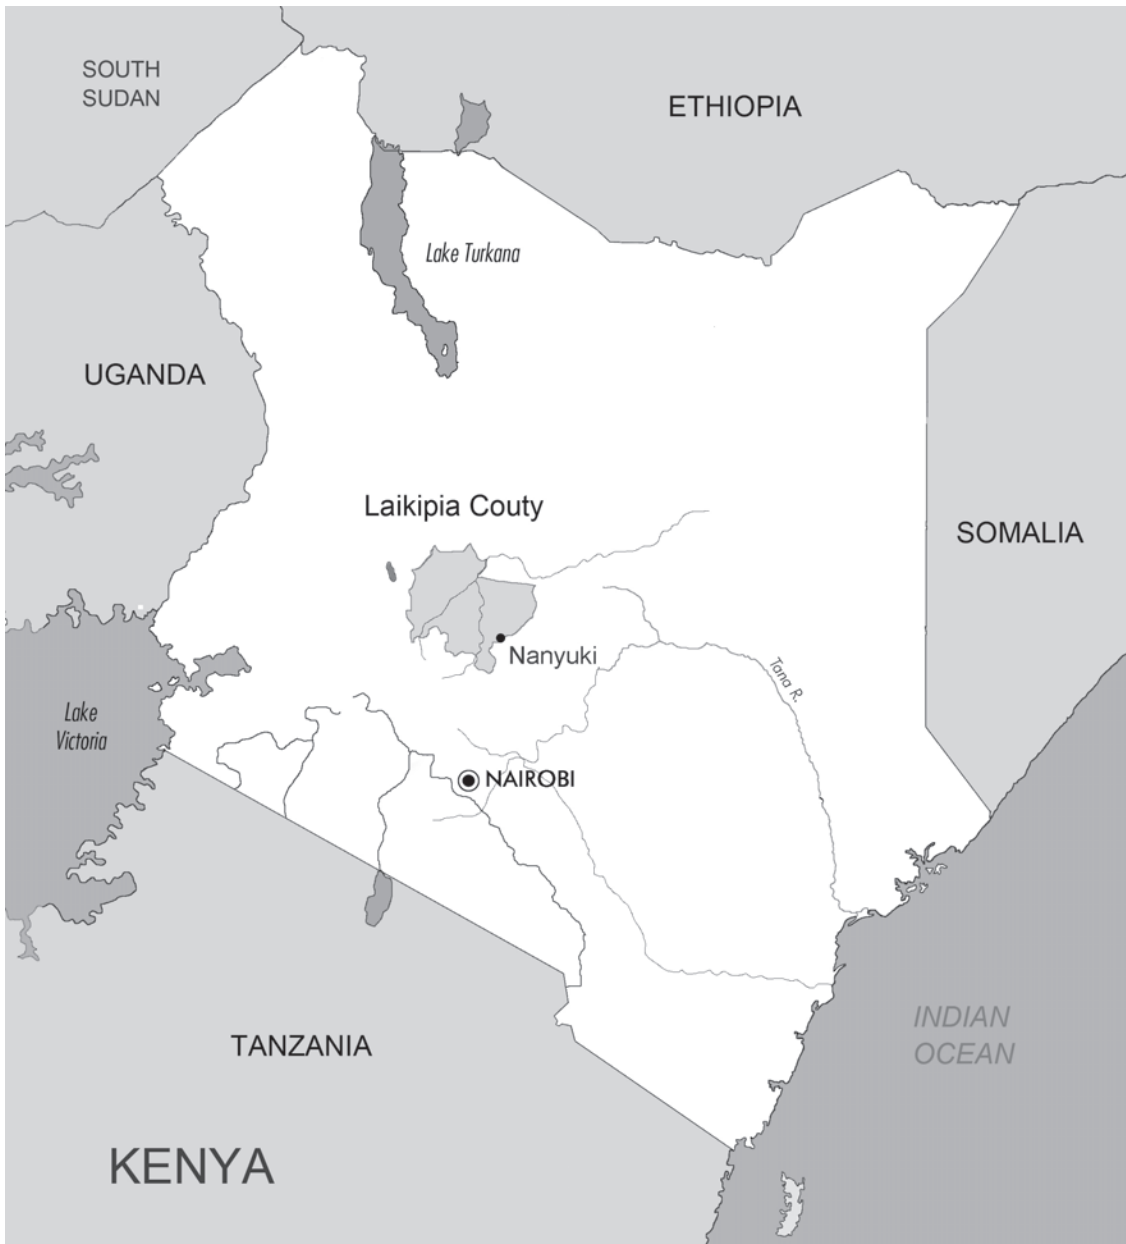 SOUTH
SUDAN
ETHIOPIA
Lake Turkana
UGANDA
Laikipia Couty
SOMALIA
Nanyuki
Tana R.
Lake
Victoria
NAIROBI
INDIAN
OCEAN
TANZANIA
KENYA